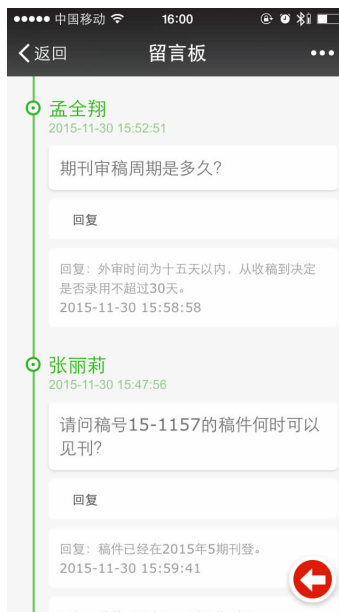 中国移动 16:00
返回 留言板
孟全翔
2015-11-30 15:52:51
期刊审稿周期是多久?
回复
回复: 外审时间为十五天以内, 从收稿到决定
是否录用不超过30天。
2015-11-30 15:58:58
张丽莉
2015-11-30 15:47:56
请问稿号15-1157的稿件何时可以
见刊?
回复
回复: 稿件已经在2015年5期刊登。
2015-11-30 15:59:41